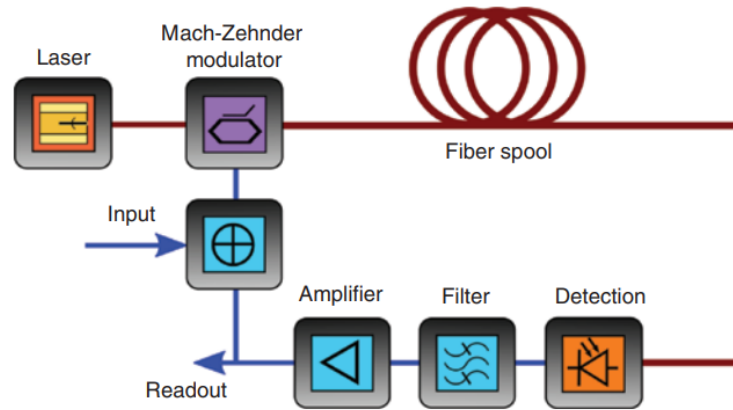 Mach-Zehnder
modulator
Laser
Fiber spool
Input
Amplifier
Filter
Detection
Readout